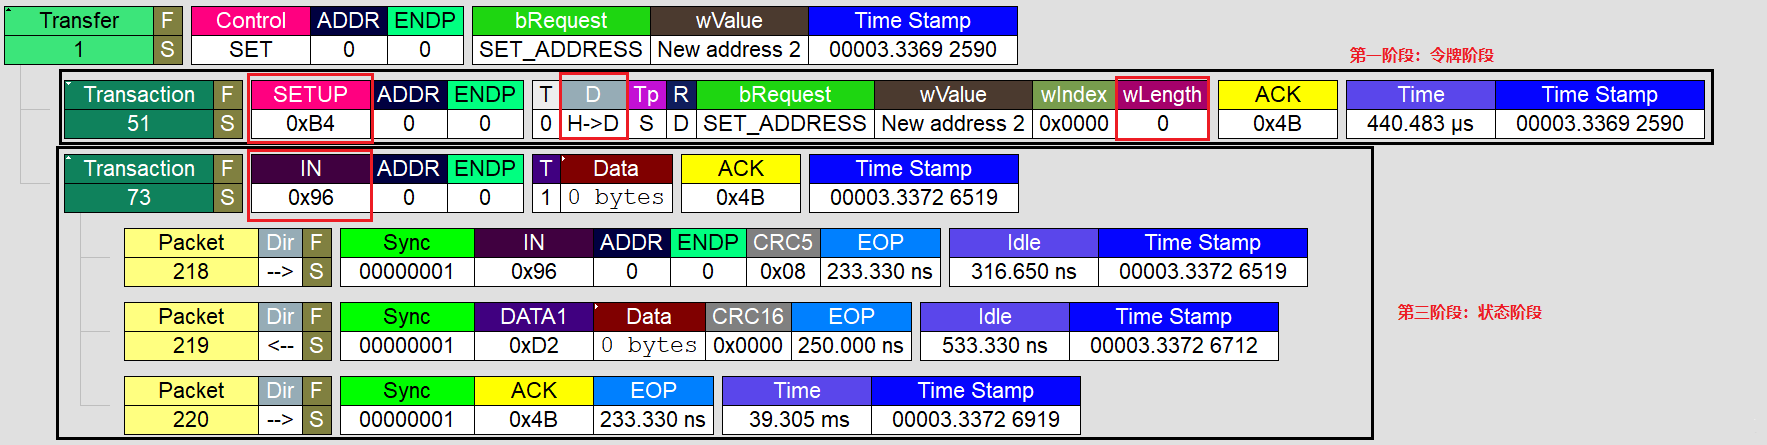 Transfer F Control ADDR ENDP bRequest wValue Time Stamp
1 S SET 0 0 SET_ADDRESS New address 2 00003.3369 2590
第一阶段：令牌阶段
Transaction F SETUP ADDR ENDP T D Tp R bRequest wValue wIndex wLength ACK Time Time Stamp
51 S 0xB4 0 0 0 H->D S D SET_ADDRESS New address 2 0x0000 0 0x4B 440.483 µs 00003.3369 2590
Transaction F IN ADDR ENDP T Data ACK Time Stamp
73 S 0x96 0 0 1 0 bytes 0x4B 00003.3372 6519
Packet Dir F Sync IN ADDR ENDP CRC5 EOP Idle Time Stamp
218 --> S 00000001 0x96 0 0 0x08 233.330 ns 316.650 ns 00003.3372 6519
第三阶段：状态阶段
Packet Dir F Sync DATA1 Data CRC16 EOP Idle Time Stamp
219 <-- S 00000001 0xD2 0 bytes 0x0000 250.000 ns 533.330 ns 00003.3372 6712
Packet Dir F Sync ACK EOP Time Time Stamp
220 --> S 00000001 0x4B 233.330 ns 39.305 ms 00003.3372 6919